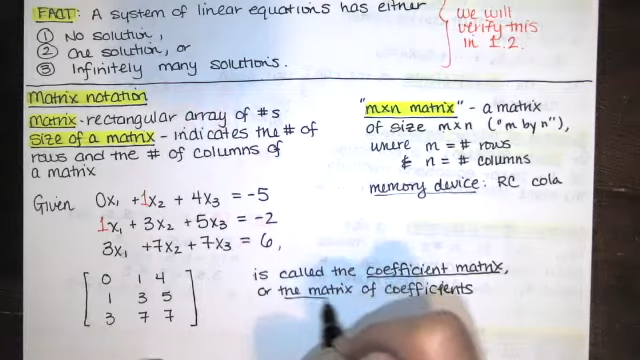 FACT: A system of linear equations has either
① No solution,
② One solution, or
③ Infinitely many solutions.
we will
verify this
in 1.2.
Matrix notation
matrix - rectangular array of #s
size of a matrix - indicates the # of
rows and the # of columns of
a matrix
"m×n matrix" - a matrix
of size m×n ("m by n"),
where m = # rows
& n = # columns
memory device: RC cola
Given 0x₁ + 1x₂ + 4x₃ = -5
1x₁ + 3x₂ + 5x₃ = -2
3x₁ + 7x₂ + 7x₃ = 6,
0 1 4
1 3 5
3 7 7
is called the coefficient matrix,
or the matrix of coefficients